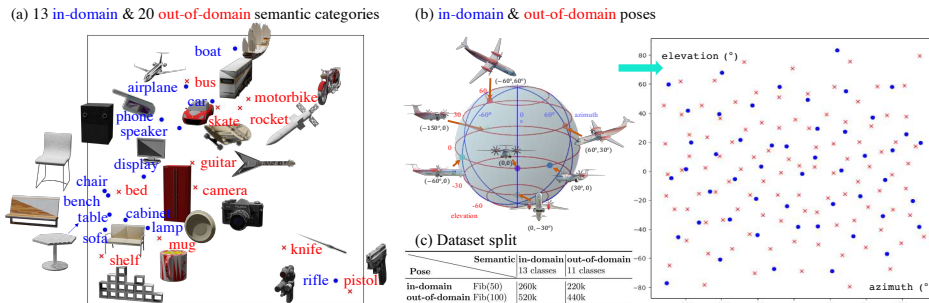 (a) 13 in-domain & 20 out-of-domain semantic categories
boat
bus
airplane
car
motorbike
phone
skate
rocket
speaker
display
guitar
chair
bed
camera
bench
table
cabinet
lamp
sofa
mug
knife
shelf
rifle
pistol
(b) in-domain & out-of-domain poses
(−60°,60°)
60
30
-30
-60
-60°
0
60°
azimuth
(−150°,0)
(60°,30°)
(0,0)
(−60°,0)
(30°,0)
elevation
(0,−30°)
(c) Dataset split
Semantic in-domain out-of-domain
Pose 13 classes 11 classes
in-domain Fib(50) 260k 220k
out-of-domain Fib(100) 520k 440k
elevation (°)
80
60
40
20
0
−20
−40
−60
−80
azimuth (°